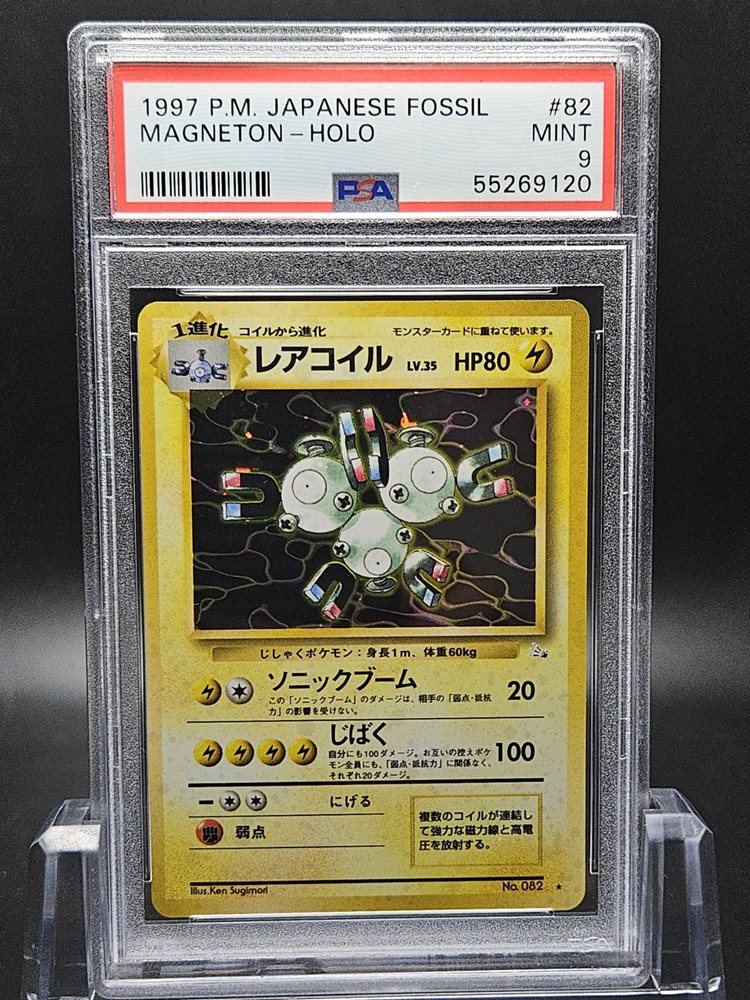 1997 P.M. JAPANESE FOSSIL #82
MAGNETON - HOLO MINT
9
PSA 55269120
1進化 コイルから進化 モンスターカードに重ねて使います。
レアコイル LV.35 HP80
じしゃくポケモン：身長1m、体重60kg
ソニックブーム 20
この「ソニックブーム」のダメージは、相手の「弱点・抵抗
力」の影響を受けない。
じばく 100
自分にも100ダメージ。お互いの控えポケ
モン全員にも、「弱点・抵抗力」に関係なく、
それぞれ20ダメージ。
にげる
弱点
複数のコイルが連結し
て強力な磁力線と高電
圧を放射する。
Illus.Ken Sugimori No. 082